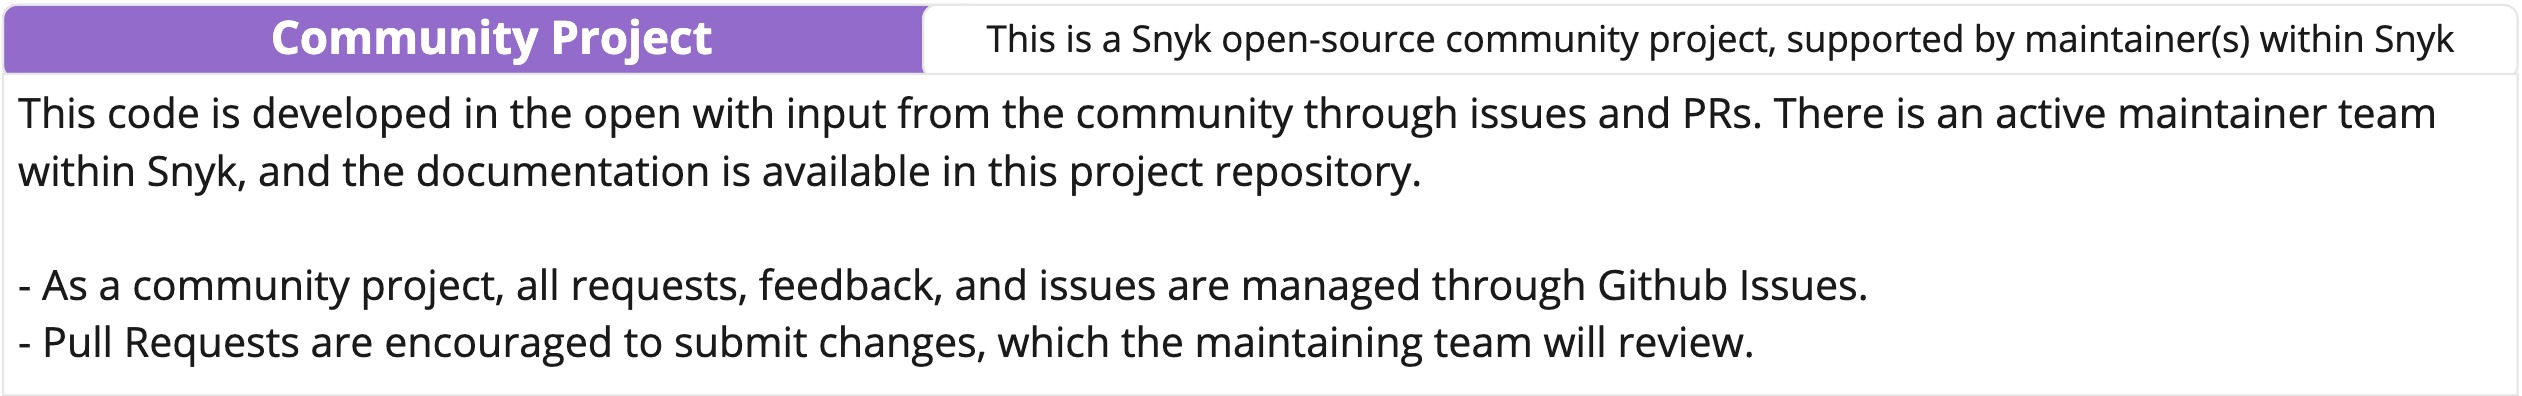 Community Project
This is a Snyk open-source community project, supported by maintainer(s) within Snyk
This code is developed in the open with input from the community through issues and PRs. There is an active maintainer team
within Snyk, and the documentation is available in this project repository.
- As a community project, all requests, feedback, and issues are managed through Github Issues.
- Pull Requests are encouraged to submit changes, which the maintaining team will review.